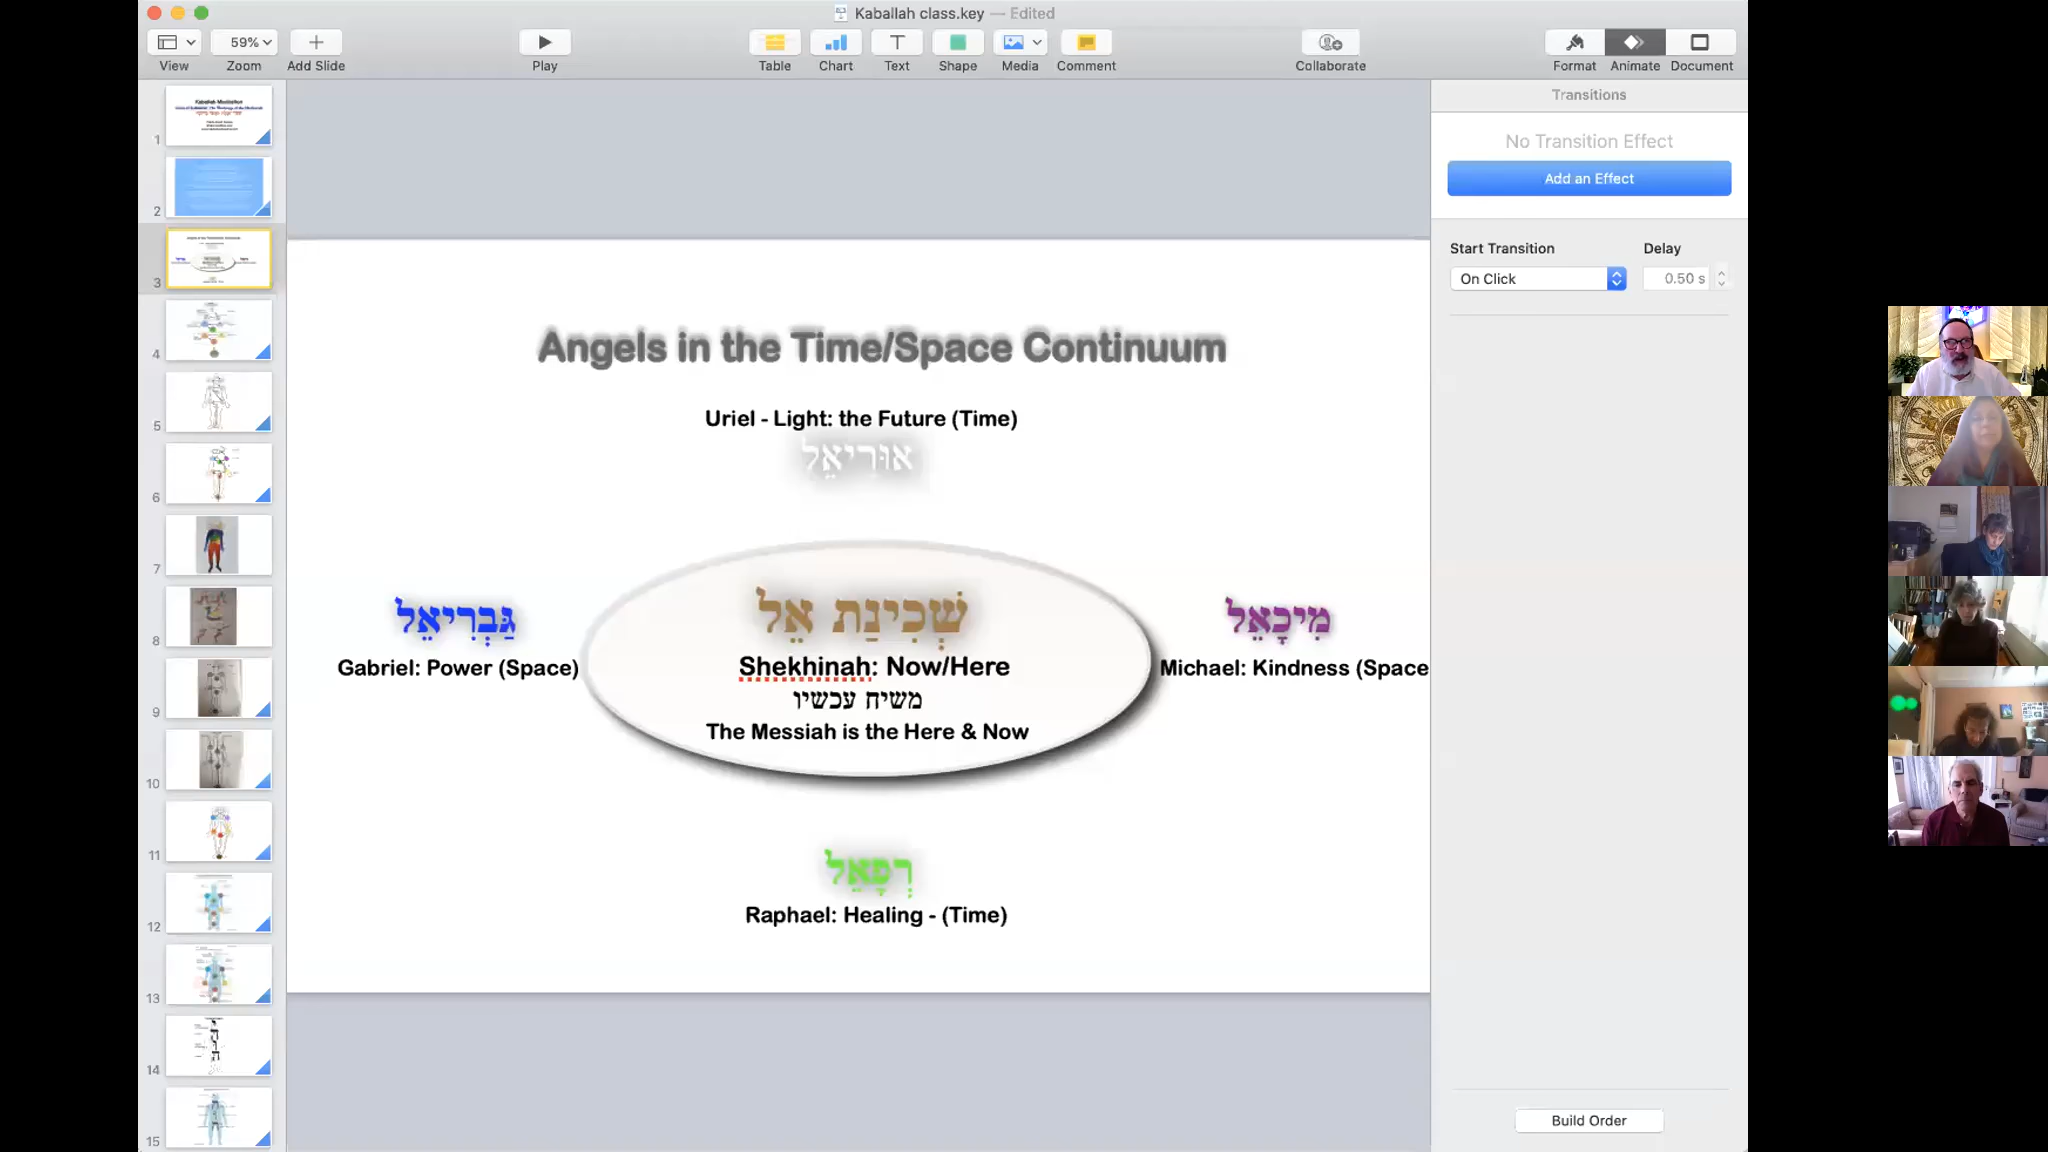 Kaballah class.key — Edited
View
59%
Zoom
Add Slide
Play
Table
Chart
Text
Shape
Media
Comment
Collaborate
Format
Animate
Document
1
2
3
4
5
6
7
8
9
10
11
12
13
14
15
Angels in the Time/Space Continuum
Uriel - Light: the Future (Time)
אוּרִיאֵל
גַּבְרִיאֵל
Gabriel: Power (Space)
שְׁכִינַת אֵל
Shekhinah: Now/Here
משיח עכשיו
The Messiah is the Here & Now
מִיכָאֵל
Michael: Kindness (Space
רְפָאֵל
Raphael: Healing - (Time)
Transitions
No Transition Effect
Add an Effect
Start Transition
Delay
On Click
0.50 s
Build Order